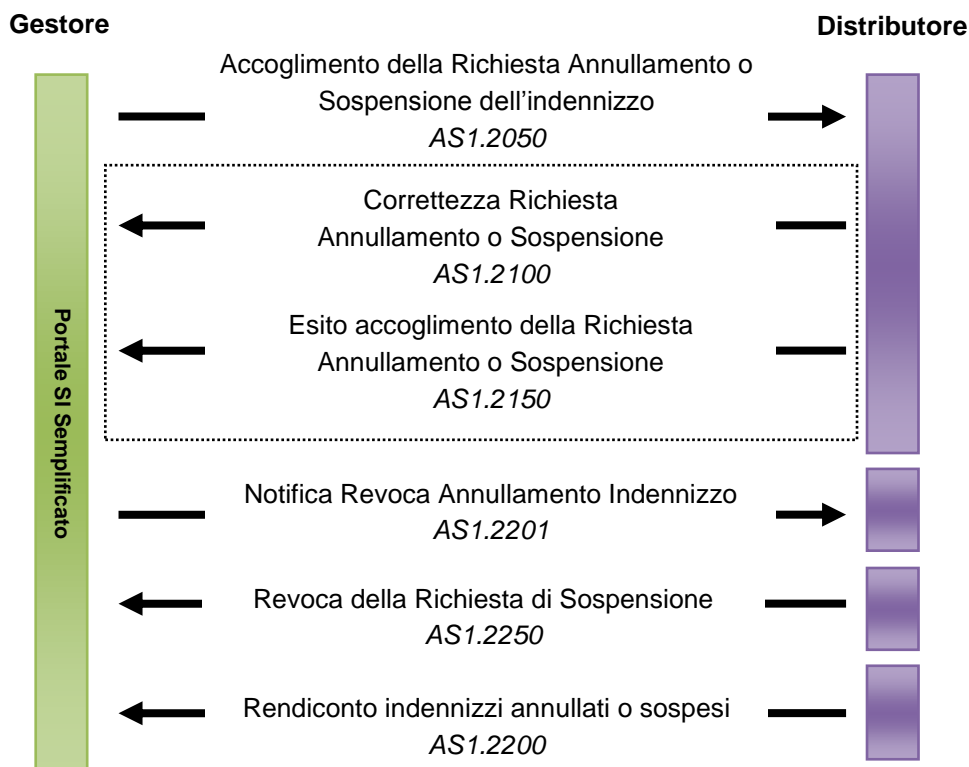 Gestore
Distributore
Accoglimento della Richiesta Annullamento o
Sospensione dell'indennizzo
AS1.2050
Correttezza Richiesta
Annullamento o Sospensione
AS1.2100
Esito accoglimento della Richiesta
Annullamento o Sospensione
AS1.2150
Portale SI Semplificato
Notifica Revoca Annullamento Indennizzo
AS1.2201
Revoca della Richiesta di Sospensione
AS1.2250
Rendiconto indennizzi annullati o sospesi
AS1.2200